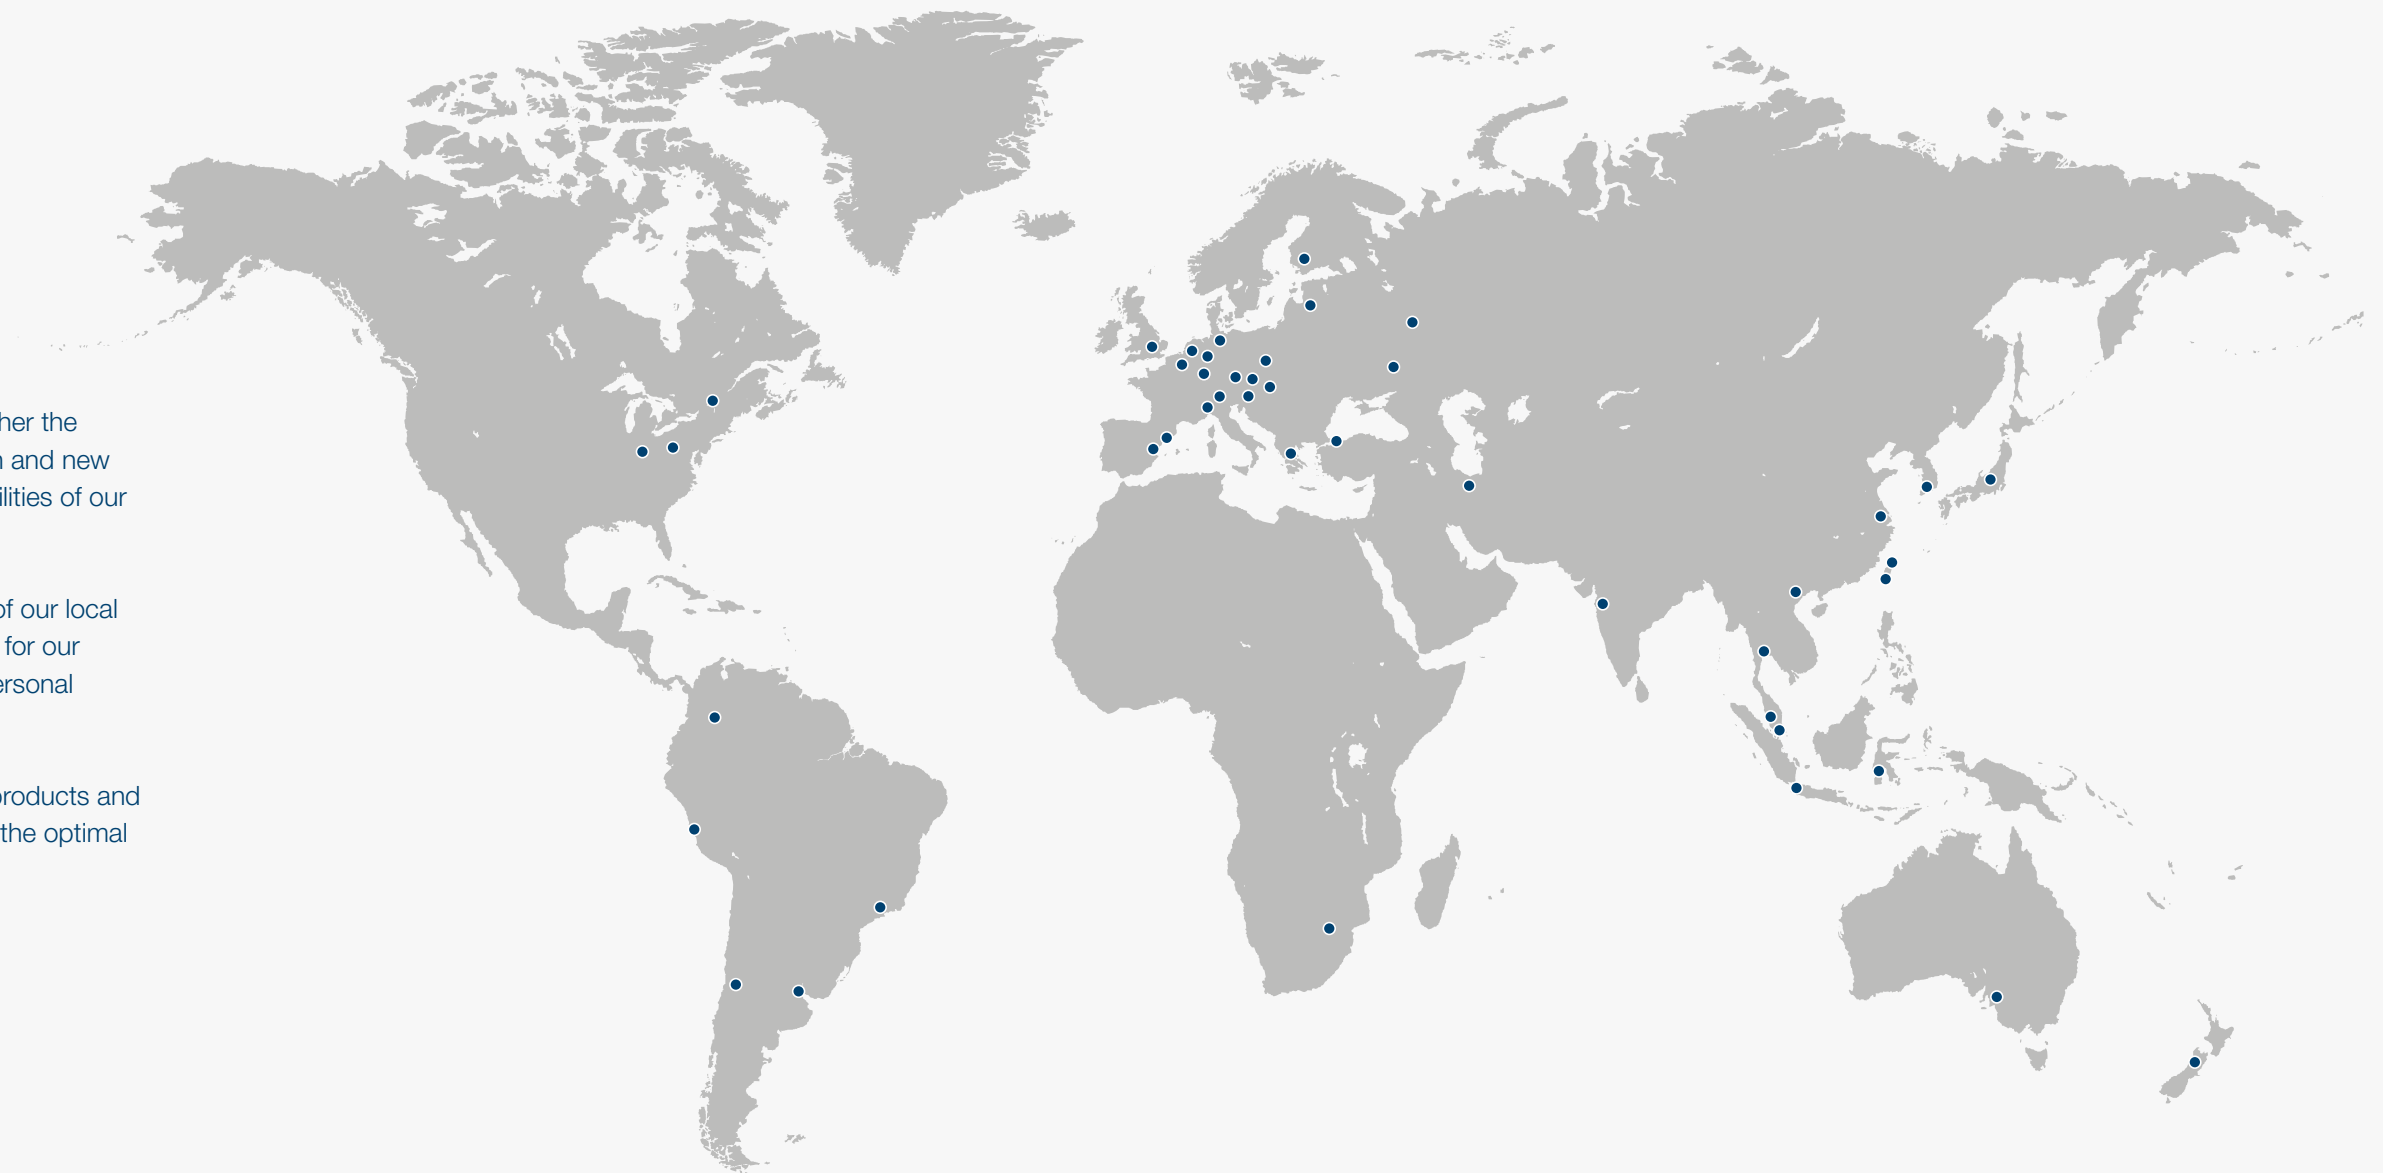 her the
and new
ilities of our
of our local
for our
ersonal
products and
the optimal